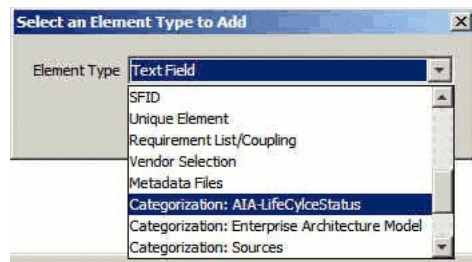 Select an Element Type to Add
Element Type Text Field
SFID
Unique Element
Requirement List/Coupling
Vendor Selection
Metadata Files
Categorization: AIA-LifeCylceStatus
Categorization: Enterprise Architecture Model
Categorization: Sources